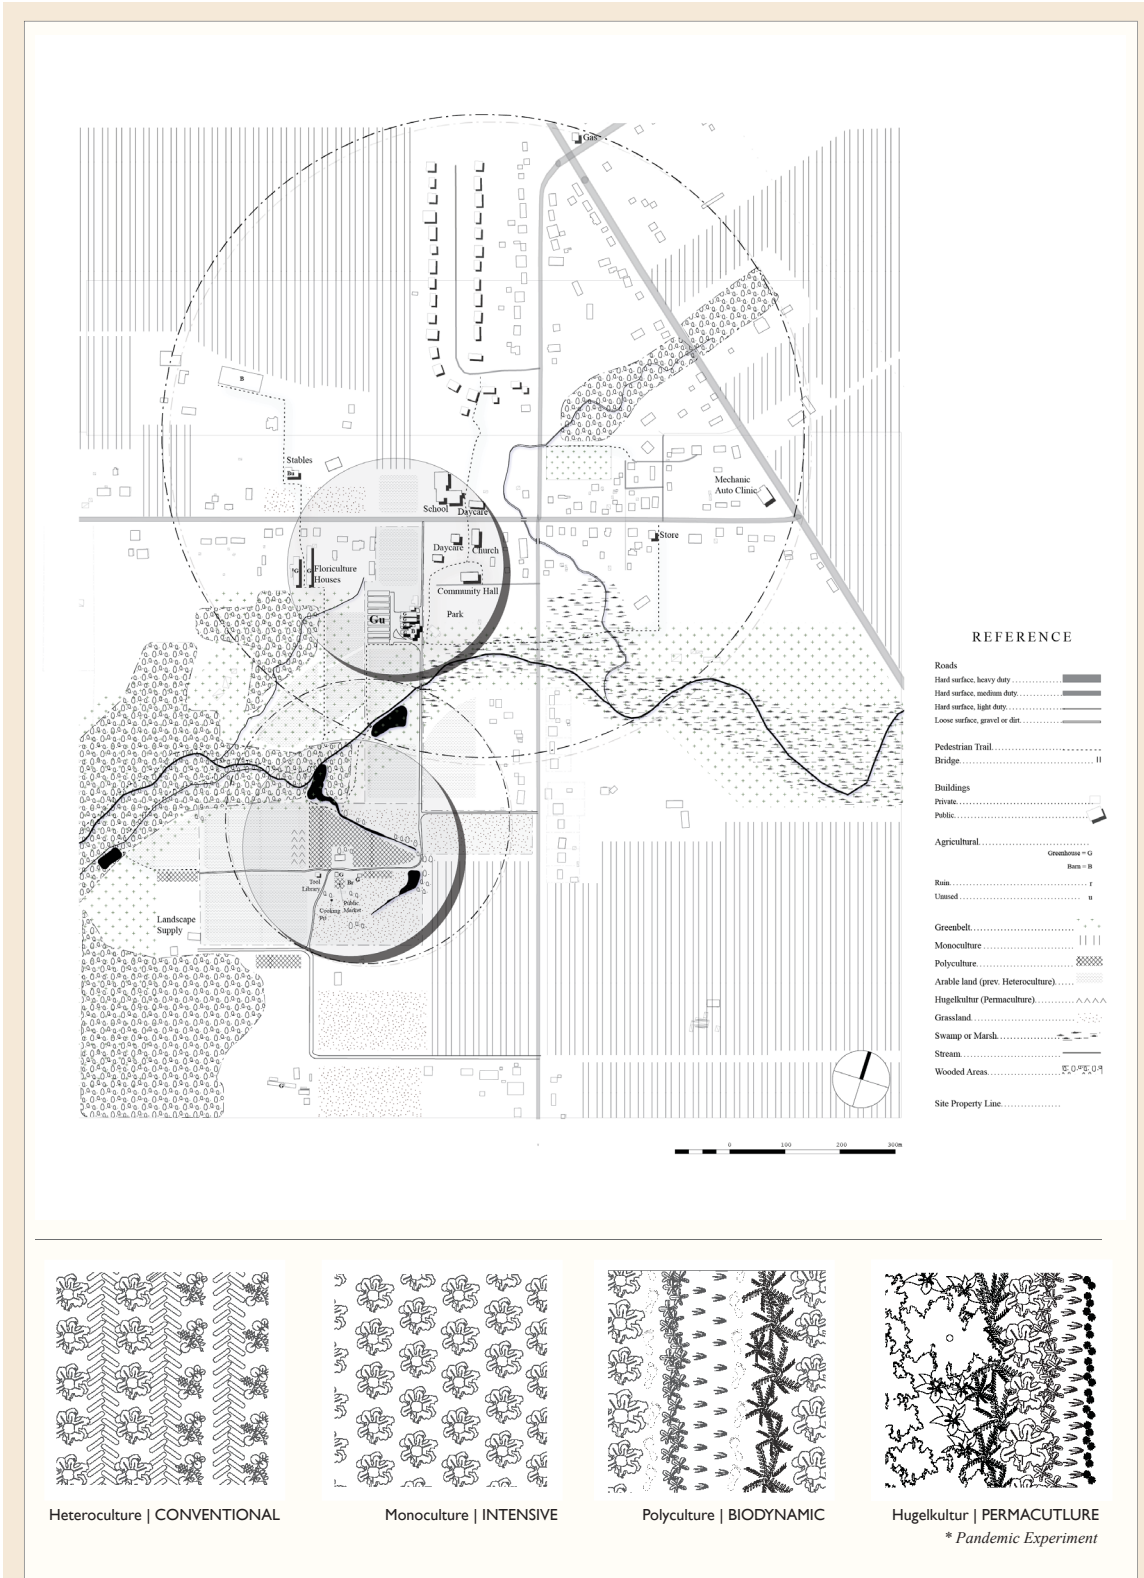 Gas
B
Stables
Ba
School
Daycare
Mechanic
Auto Clinic
Store
Daycare
Church
Floriculture
Houses
G
Community Hall
Gu
Park
Tool
Library
G
Ba
G
Cooking
Pit
Public
Market
Landscape
Supply
G
0 100 200 300m
REFERENCE
Roads
Hard surface, heavy duty
Hard surface, medium duty
Hard surface, light duty
Loose surface, gravel or dirt
Pedestrian Trail
Bridge
Buildings
Private
Public
Agricultural
Greenhouse = G
Barn = B
Ruin r
Unused u
Greenbelt
Monoculture
Polyculture
Arable land (prev. Heteroculture)
Hugelkultur (Permaculture)
Grassland
Swamp or Marsh
Stream
Wooded Areas
Site Property Line
Heteroculture | CONVENTIONAL
Monoculture | INTENSIVE
Polyculture | BIODYNAMIC
Hugelkultur | PERMACUTLURE
* Pandemic Experiment